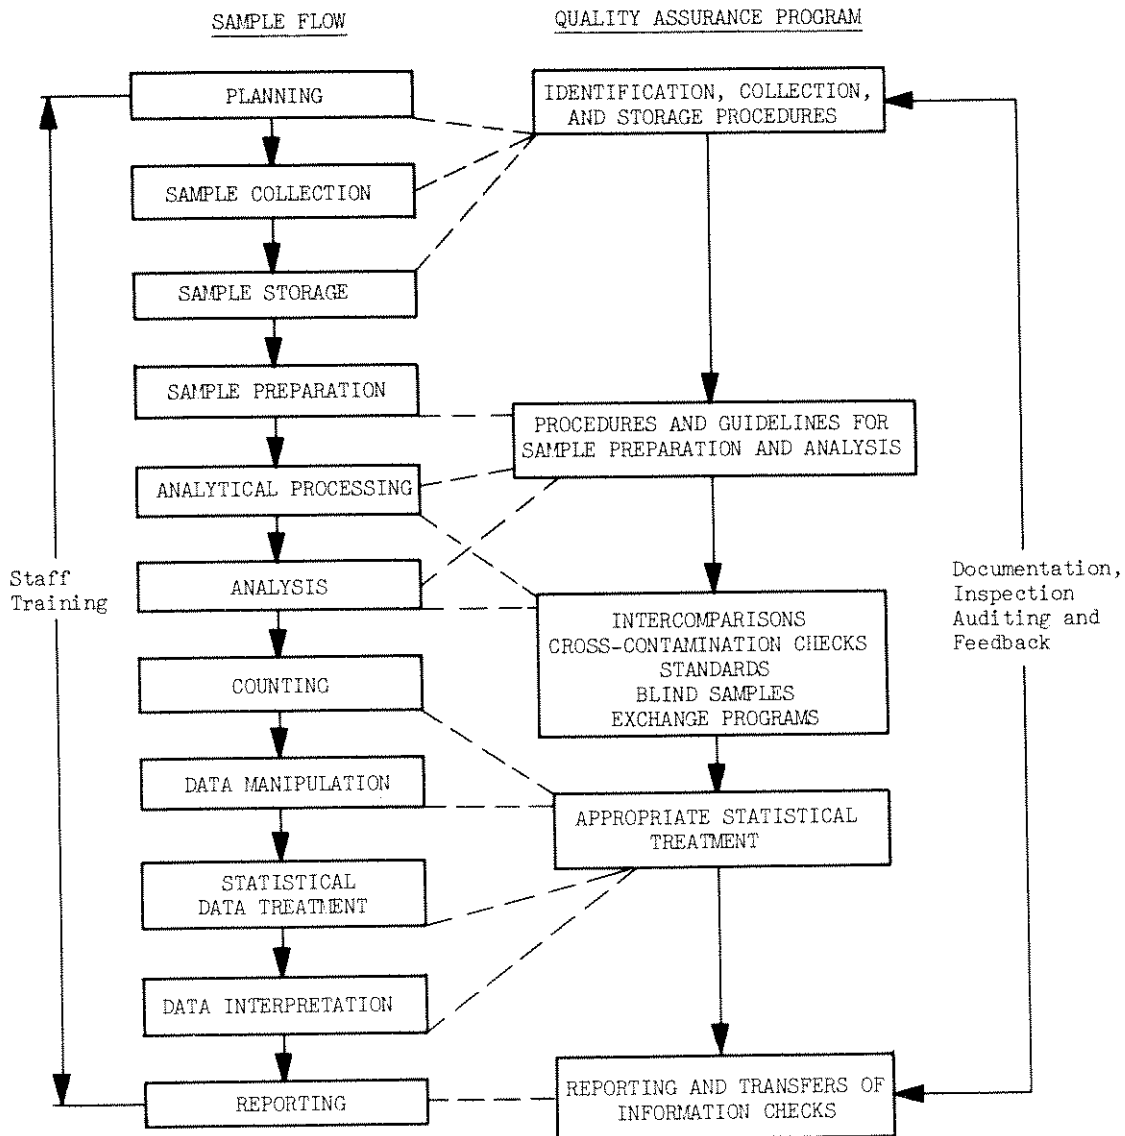 SAMPLE FLOW
QUALITY ASSURANCE PROGRAM
PLANNING
IDENTIFICATION, COLLECTION,
AND STORAGE PROCEDURES
SAMPLE COLLECTION
SAMPLE STORAGE
SAMPLE PREPARATION
PROCEDURES AND GUIDELINES FOR
SAMPLE PREPARATION AND ANALYSIS
ANALYTICAL PROCESSING
ANALYSIS
Staff
Training
Documentation,
Inspection
Auditing and
Feedback
INTERCOMPARISONS
CROSS-CONTAMINATION CHECKS
STANDARDS
BLIND SAMPLES
EXCHANGE PROGRAMS
COUNTING
DATA MANIPULATION
APPROPRIATE STATISTICAL
TREATMENT
STATISTICAL
DATA TREATMENT
DATA INTERPRETATION
REPORTING
REPORTING AND TRANSFERS OF
INFORMATION CHECKS